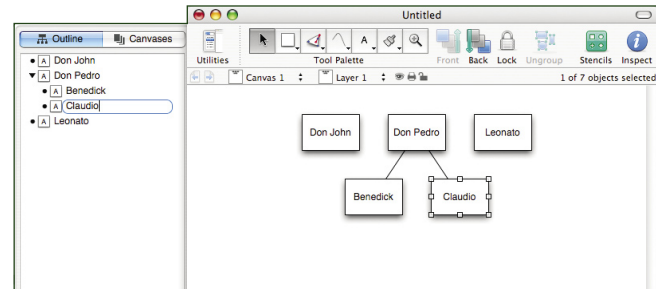 Untitled
Outline
Canvases
Utilities
A
Tool Palette
Front
Back
Lock
Ungroup
Stencils
Inspect
Canvas 1
Layer 1
1 of 7 objects selected
A Don John
A Don Pedro
A Benedick
A Claudio
A Leonato
Don John
Don Pedro
Leonato
Benedick
Claudio